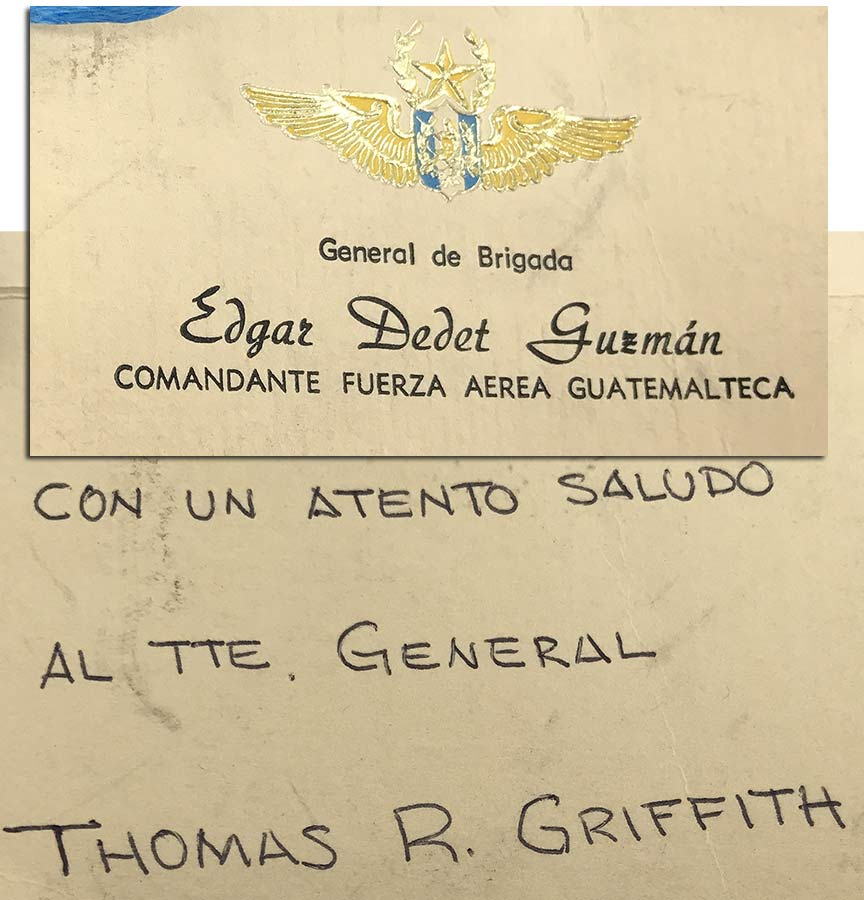 General de Brigada
Edgar Dedet Guzmán
COMANDANTE FUERZA AEREA GUATEMALTECA
CON UN ATENTO SALUDO
AL TTE. GENERAL
THOMAS R. GRIFFITH